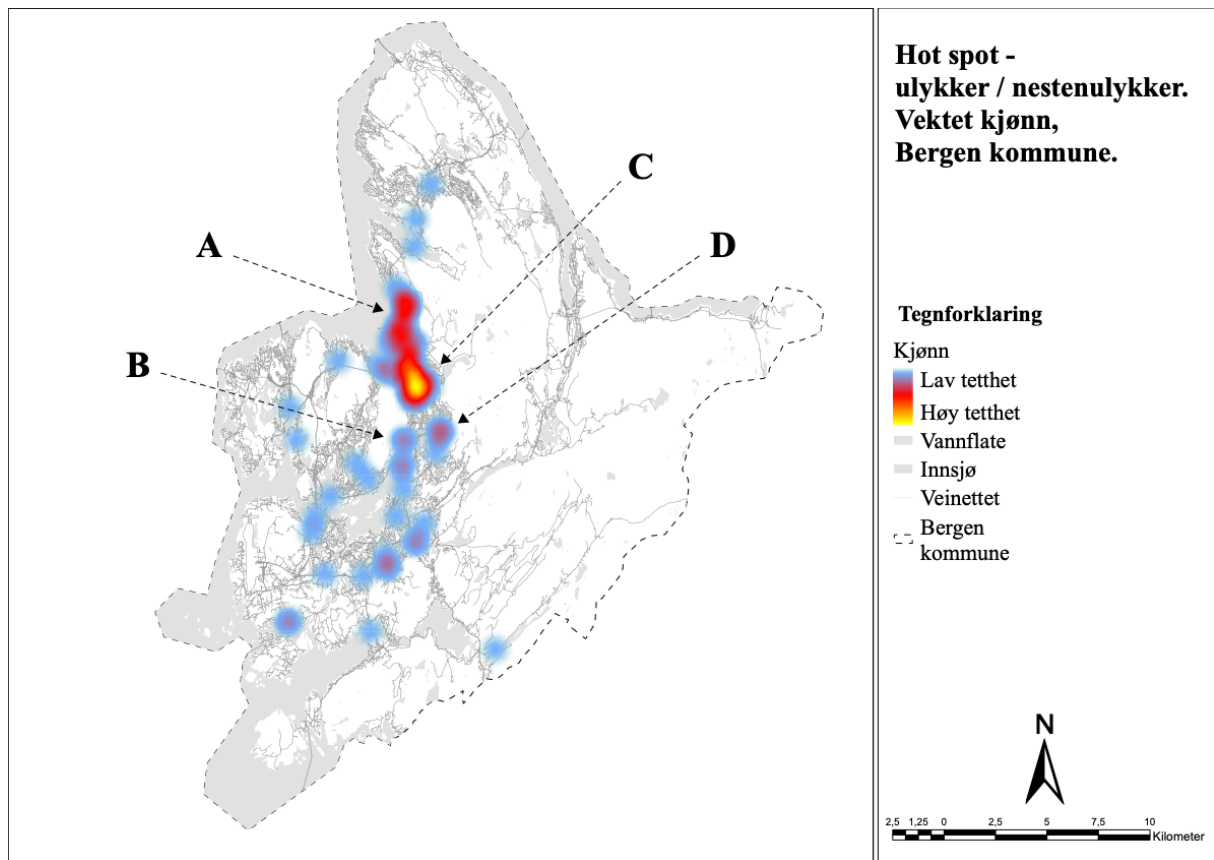 Hot spot -
ulykker / nestenulykker.
Vektet kjønn,
Bergen kommune.
C
A
D
B
Tegnforklaring
Kjønn
Lav tetthet
Høy tetthet
Vannflate
Innsjø
Veinettet
Bergen
kommune
N
2,5 1,25 0 2,5 5 7,5 10
Kilometer